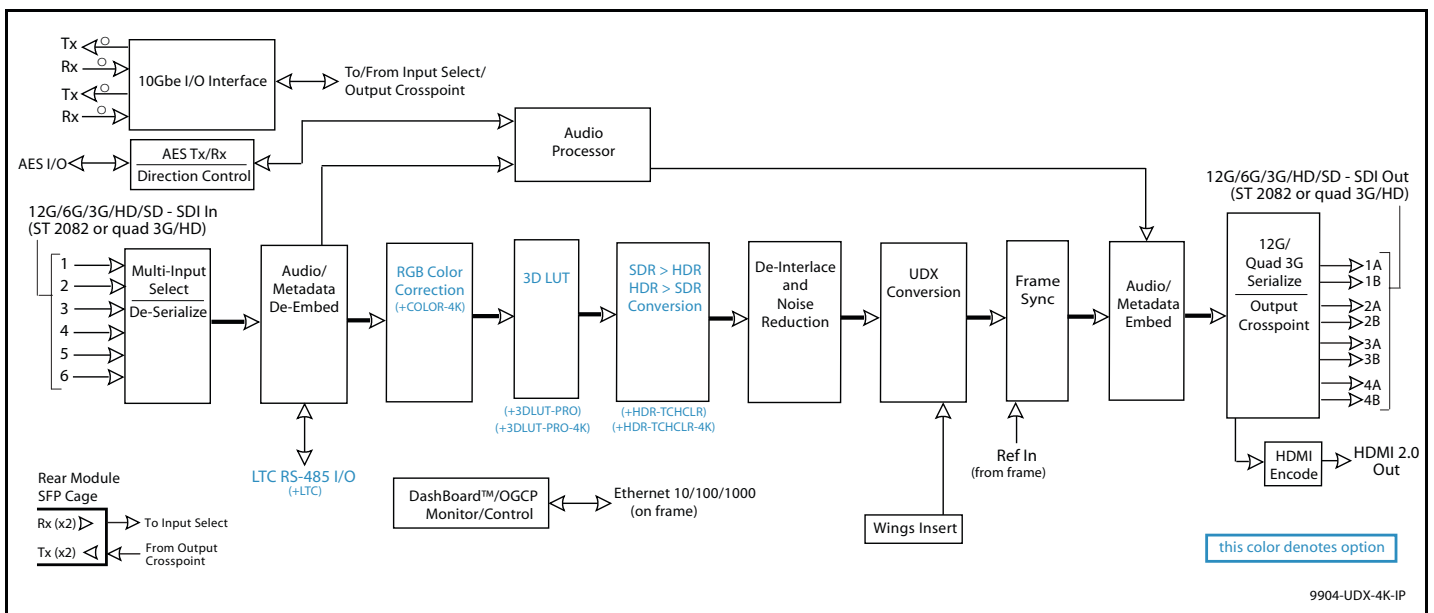 Tx
Rx
Tx
Rx
10Gbe I/O Interface
To/From Input Select/
Output Crosspoint
AES I/O
AES Tx/Rx
Direction Control
Audio
Processor
12G/6G/3G/HD/SD - SDI In
(ST 2082 or quad 3G/HD)
1
2
3
4
5
6
Multi-Input
Select
De-Serialize
Audio/
Metadata
De-Embed
RGB Color
Correction
(+COLOR-4K)
3D LUT
(+3DLUT-PRO)
(+3DLUT-PRO-4K)
SDR > HDR
HDR > SDR
Conversion
(+HDR-TCHCLR)
(+HDR-TCHCLR-4K)
De-Interlace
and
Noise
Reduction
UDX
Conversion
Frame
Sync
Audio/
Metadata
Embed
12G/6G/3G/HD/SD - SDI Out
(ST 2082 or quad 3G/HD)
12G/
Quad 3G
Serialize
Output
Crosspoint
1A
1B
2A
2B
3A
3B
4A
4B
LTC RS-485 I/O
(+LTC)
Ref In
(from frame)
HDMI
Encode
HDMI 2.0
Out
Rear Module
SFP Cage
Rx (x2)
To Input Select
Tx (x2)
From Output
Crosspoint
DashBoard™/OGCP
Monitor/Control
Ethernet 10/100/1000
(on frame)
Wings Insert
this color denotes option
9904-UDX-4K-IP